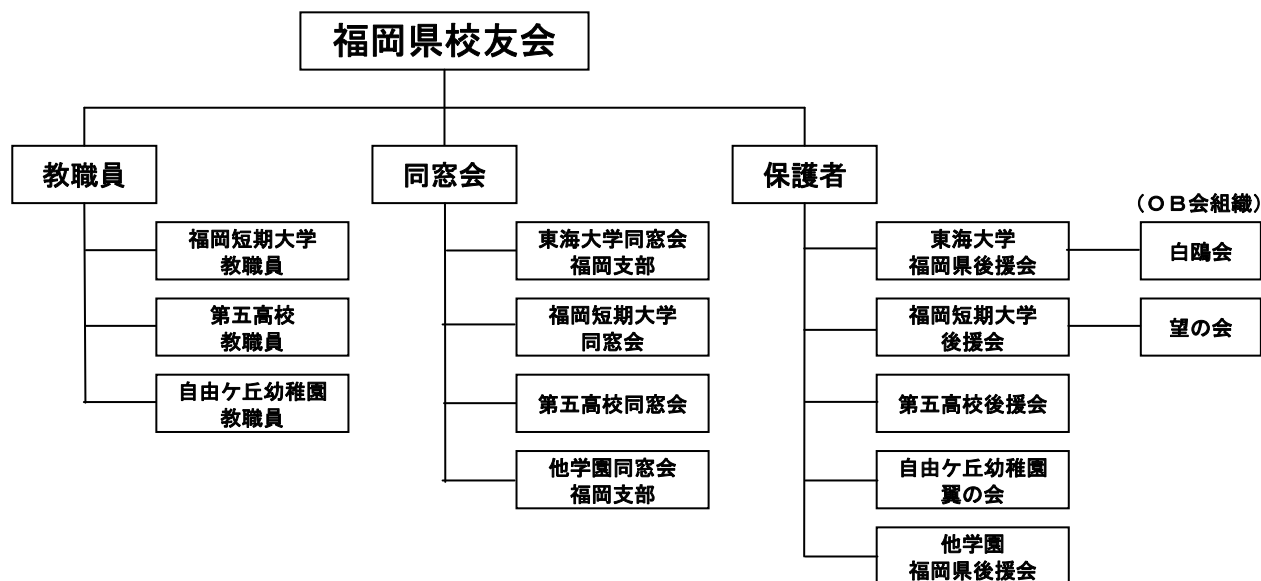 福岡県校友会
教職員
同窓会
保護者
(OB会組織)
福岡短期大学
教職員
第五高校
教職員
自由ケ丘幼稚園
教職員
東海大学同窓会
福岡支部
福岡短期大学
同窓会
第五高校同窓会
他学園同窓会
福岡支部
東海大学
福岡県後援会
白鴎会
福岡短期大学
後援会
望の会
第五高校後援会
自由ケ丘幼稚園
翼の会
他学園
福岡県後援会